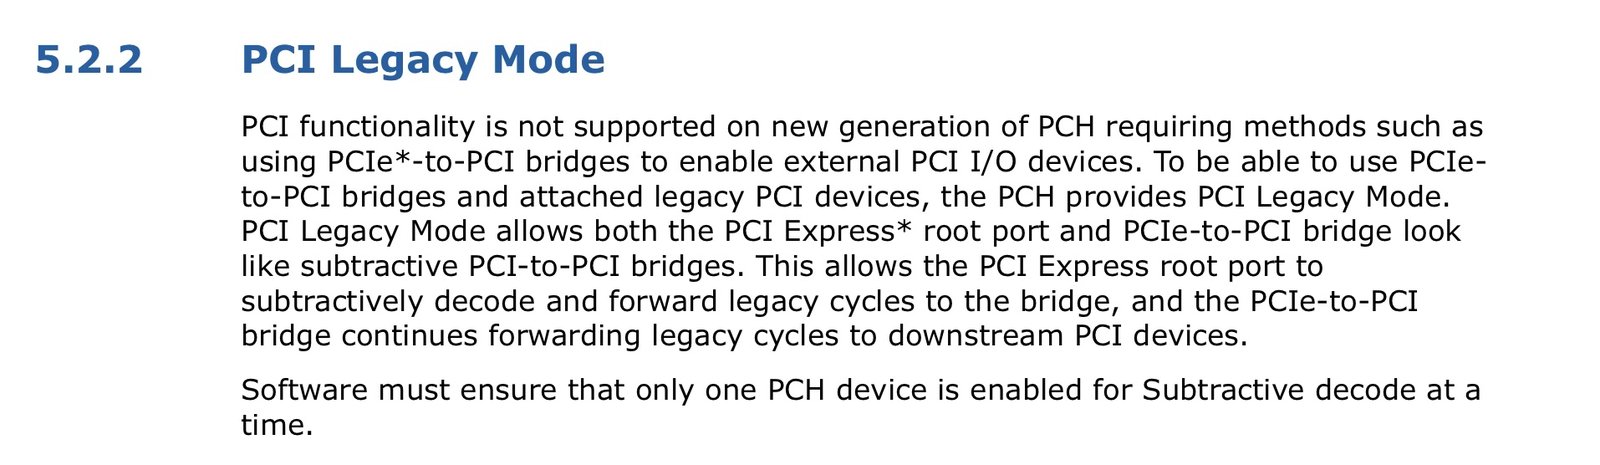 5.2.2 PCI Legacy Mode
PCI functionality is not supported on new generation of PCH requiring methods such as
using PCIe*-to-PCI bridges to enable external PCI I/O devices. To be able to use PCIe-
to-PCI bridges and attached legacy PCI devices, the PCH provides PCI Legacy Mode.
PCI Legacy Mode allows both the PCI Express* root port and PCIe-to-PCI bridge look
like subtractive PCI-to-PCI bridges. This allows the PCI Express root port to
subtractively decode and forward legacy cycles to the bridge, and the PCIe-to-PCI
bridge continues forwarding legacy cycles to downstream PCI devices.
Software must ensure that only one PCH device is enabled for Subtractive decode at a
time.